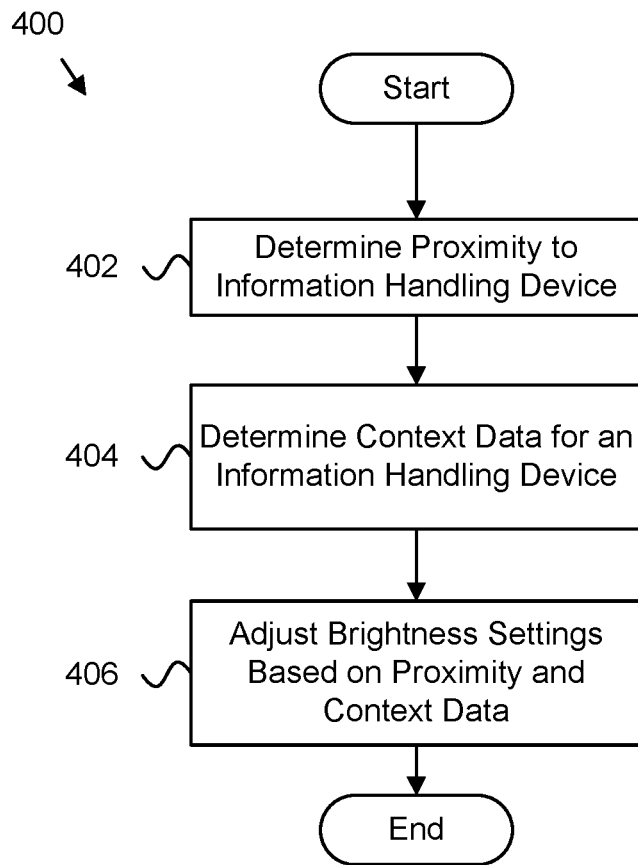 400
Start
402
Determine Proximity to
Information Handling Device
404
Determine Context Data for an
Information Handling Device
406
Adjust Brightness Settings
Based on Proximity and
Context Data
End